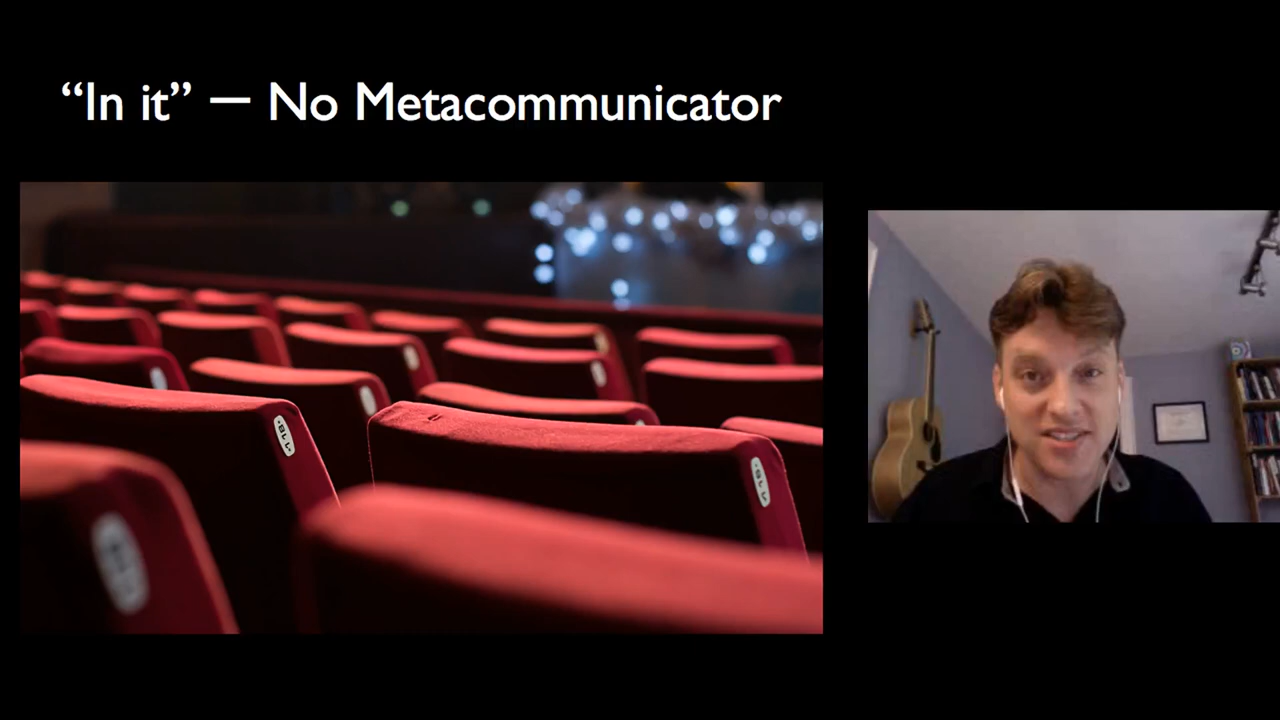 “In it” — No Metacommunicator